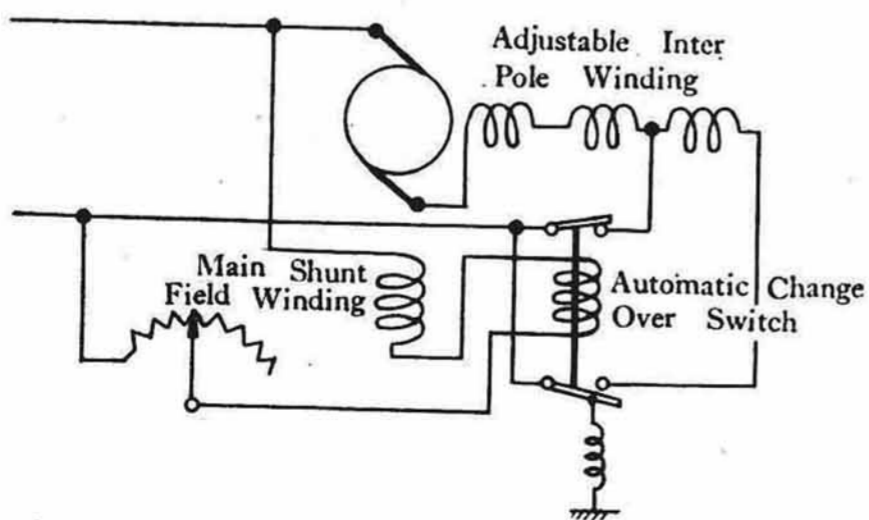 Adjustable Inter
Pole Winding
Main Shunt
Field Winding
Automatic Change
Over Switch